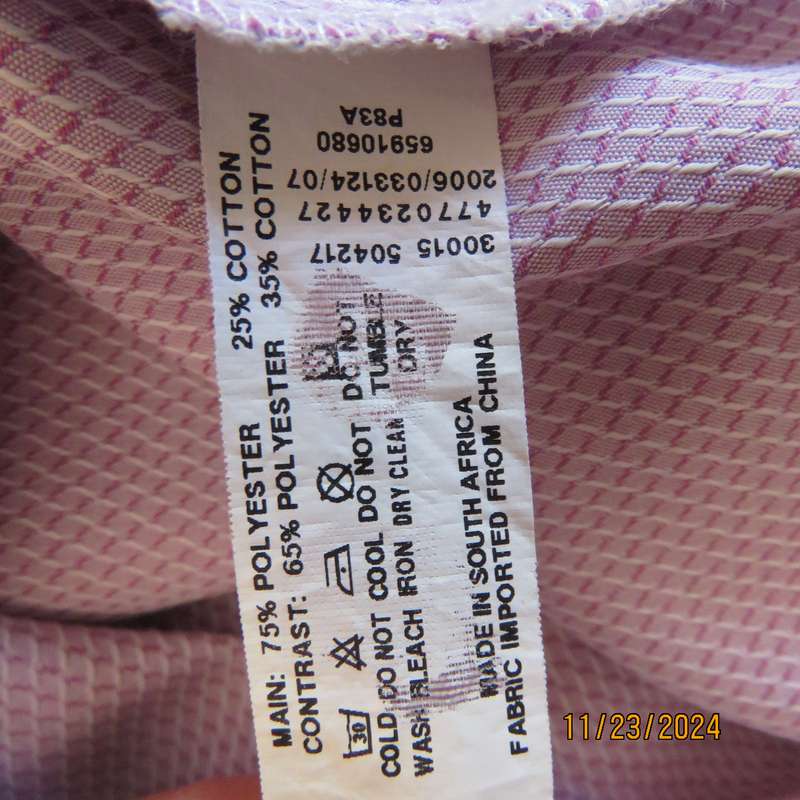 65910680
P83A
2006/033124/07
4770234427
30015 504217
MAIN: 75% POLYESTER 25% COTTON
CONTRAST: 65% POLYESTER 35% COTTON
30
COLD DO NOT COOL DO NOT DO NOT
WASH BLEACH IRON DRY CLEAN TUMBLE
DRY
MADE IN SOUTH AFRICA
FABRIC IMPORTED FROM CHINA
11/23/2024